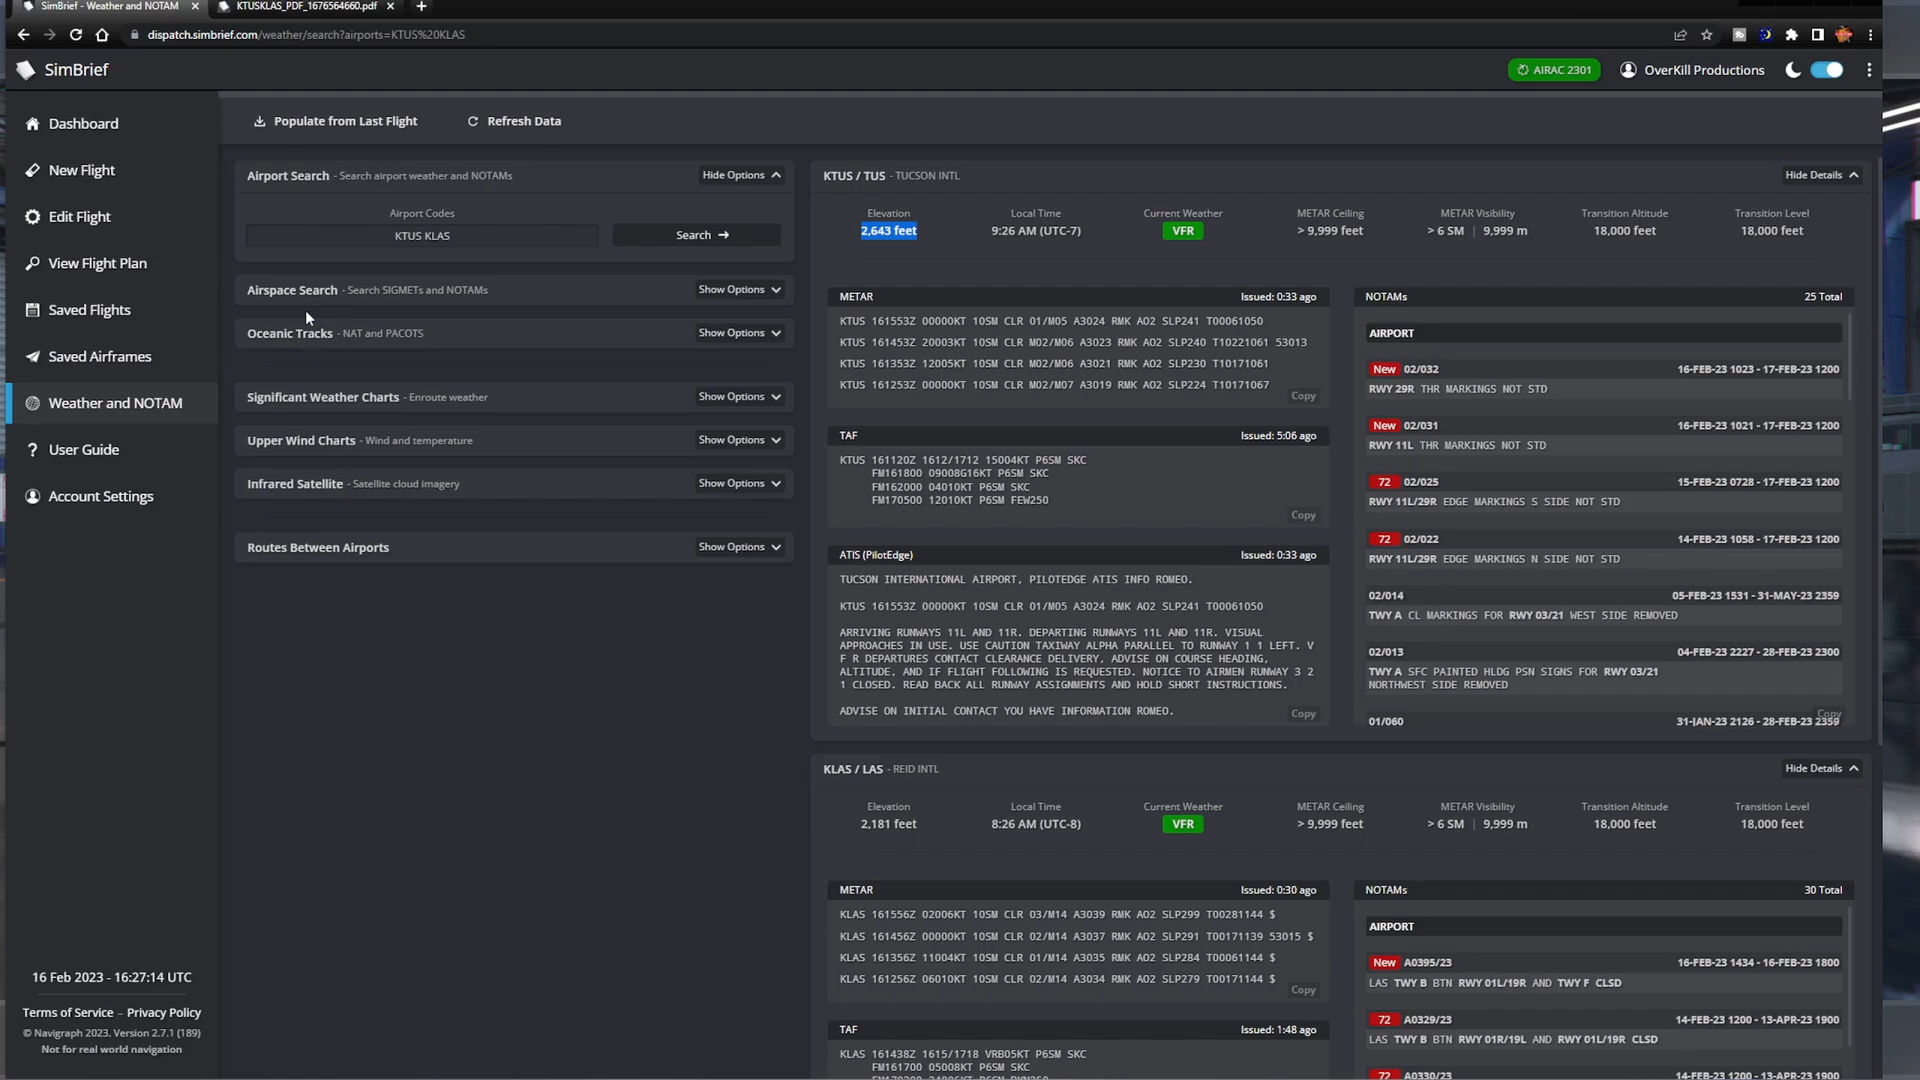 SimBrief - Weather and NOTAM
KTUSKLAS_PDF_1676564660.pdf
dispatch.simbrief.com/weather/search?airports=KTUS%20KLAS
SimBrief
AIRAC 2301
OverKill Productions
Dashboard
New Flight
Edit Flight
View Flight Plan
Saved Flights
Saved Airframes
Weather and NOTAM
User Guide
Account Settings
16 Feb 2023 - 16:27:14 UTC
Terms of Service – Privacy Policy
© Navigraph 2023. Version 2.7.1 (189)
Not for real world navigation
Populate from Last Flight
Refresh Data
Airport Search - Search airport weather and NOTAMs
Hide Options
Airport Codes
KTUS KLAS
Search
Airspace Search - Search SIGMETs and NOTAMs
Show Options
Oceanic Tracks - NAT and PACOTS
Show Options
Significant Weather Charts - Enroute weather
Show Options
Upper Wind Charts - Wind and temperature
Show Options
Infrared Satellite - Satellite cloud imagery
Show Options
Routes Between Airports
Show Options
KTUS / TUS - TUCSON INTL
Hide Details
Elevation
2,643 feet
Local Time
9:26 AM (UTC-7)
Current Weather
VFR
METAR Ceiling
> 9,999 feet
METAR Visibility
> 6 SM | 9,999 m
Transition Altitude
18,000 feet
Transition Level
18,000 feet
METAR
Issued: 0:33 ago
KTUS 161553Z 00000KT 10SM CLR 01/M05 A3024 RMK AO2 SLP241 T00061050
KTUS 161453Z 20003KT 10SM CLR M02/M06 A3023 RMK AO2 SLP240 T10221061 53013
KTUS 161353Z 12005KT 10SM CLR M02/M06 A3021 RMK AO2 SLP230 T10171061
KTUS 161253Z 00000KT 10SM CLR M02/M07 A3019 RMK AO2 SLP224 T10171067
Copy
TAF
Issued: 5:06 ago
KTUS 161120Z 1612/1712 15004KT P6SM SKC
FM161800 09008G16KT P6SM SKC
FM162000 04010KT P6SM SKC
FM170500 12010KT P6SM FEW250
Copy
ATIS (PilotEdge)
Issued: 0:33 ago
TUCSON INTERNATIONAL AIRPORT, PILOTEDGE ATIS INFO ROMEO.
KTUS 161553Z 00000KT 10SM CLR 01/M05 A3024 RMK AO2 SLP241 T00061050
ARRIVING RUNWAYS 11L AND 11R. DEPARTING RUNWAYS 11L AND 11R. VISUAL
APPROACHES IN USE. USE CAUTION TAXIWAY ALPHA PARALLEL TO RUNWAY 1 1 LEFT. V
F R DEPARTURES CONTACT CLEARANCE DELIVERY, ADVISE ON COURSE HEADING,
ALTITUDE, AND IF FLIGHT FOLLOWING IS REQUESTED. NOTICE TO AIRMEN RUNWAY 3 2
1 CLOSED. READ BACK ALL RUNWAY ASSIGNMENTS AND HOLD SHORT INSTRUCTIONS.
ADVISE ON INITIAL CONTACT YOU HAVE INFORMATION ROMEO.
Copy
NOTAMs
25 Total
AIRPORT
New 02/032
16-FEB-23 1023 - 17-FEB-23 1200
RWY 29R THR MARKINGS NOT STD
New 02/031
16-FEB-23 1021 - 17-FEB-23 1200
RWY 11L THR MARKINGS NOT STD
72 02/025
15-FEB-23 0728 - 17-FEB-23 1200
RWY 11L/29R EDGE MARKINGS S SIDE NOT STD
72 02/022
14-FEB-23 1058 - 17-FEB-23 1200
RWY 11L/29R EDGE MARKINGS N SIDE NOT STD
02/014
05-FEB-23 1531 - 31-MAY-23 2359
TWY A CL MARKINGS FOR RWY 03/21 WEST SIDE REMOVED
02/013
04-FEB-23 2227 - 28-FEB-23 2300
TWY A SFC PAINTED HLDG PSN SIGNS FOR RWY 03/21
NORTHWEST SIDE REMOVED
01/060
31-JAN-23 2126 - 28-FEB-23 2359
Copy
KLAS / LAS - REID INTL
Hide Details
Elevation
2,181 feet
Local Time
8:26 AM (UTC-8)
Current Weather
VFR
METAR Ceiling
> 9,999 feet
METAR Visibility
> 6 SM | 9,999 m
Transition Altitude
18,000 feet
Transition Level
18,000 feet
METAR
Issued: 0:30 ago
KLAS 161556Z 02006KT 10SM CLR 03/M14 A3039 RMK AO2 SLP299 T00281144 $
KLAS 161456Z 00000KT 10SM CLR 02/M14 A3037 RMK AO2 SLP291 T00171139 53015 $
KLAS 161356Z 11004KT 10SM CLR 01/M14 A3035 RMK AO2 SLP284 T00061144 $
KLAS 161256Z 06010KT 10SM CLR 02/M14 A3034 RMK AO2 SLP279 T00171144 $
Copy
TAF
Issued: 1:48 ago
KLAS 161438Z 1615/1718 VRB05KT P6SM SKC
FM161700 05008KT P6SM SKC
NOTAMs
30 Total
AIRPORT
New A0395/23
16-FEB-23 1434 - 16-FEB-23 1800
LAS TWY B BTN RWY 01L/19R AND TWY F CLSD
72 A0329/23
14-FEB-23 1200 - 13-APR-23 1900
LAS TWY B BTN RWY 01R/19L AND RWY 01L/19R CLSD
72 A0330/23
14-FEB-23 1200 - 13-APR-23 1900